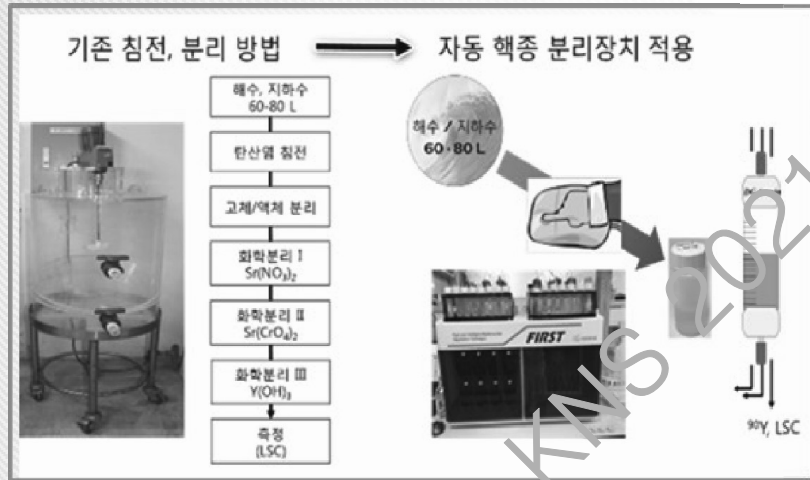 기존 침전, 분리 방법
자동 핵종 분리장치 적용
해수, 지하수
60-80 L
탄산염 침전
고체/액체 분리
화학분리 I
Sr(NO₃)₂
화학분리 II
Sr(CrO₄)₂
화학분리 III
Y(OH)₃
측정
(LSC)
해수 / 지하수
60-80 L
FIRST
⁹⁰Y, LSC
KNS 2021